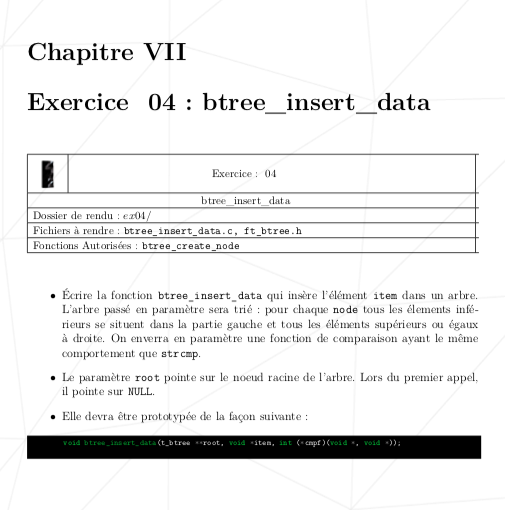 Chapitre VII
Exercice 04 : btree_insert_data
Exercice : 04
btree_insert_data
Dossier de rendu : ex04/
Fichiers à rendre : btree_insert_data.c, ft_btree.h
Fonctions Autorisées : btree_create_node
• Écrire la fonction btree_insert_data qui insère l'élément item dans un arbre.
L'arbre passé en paramètre sera trié : pour chaque node tous les élements infé-
rieurs se situent dans la partie gauche et tous les éléments supérieurs ou égaux
à droite. On enverra en paramètre une fonction de comparaison ayant le même
comportement que strcmp.
• Le paramètre root pointe sur le noeud racine de l'arbre. Lors du premier appel,
il pointe sur NULL.
• Elle devra être prototypée de la façon suivante :
void btree_insert_data(t_btree **root, void *item, int (*cmpf)(void *, void *));